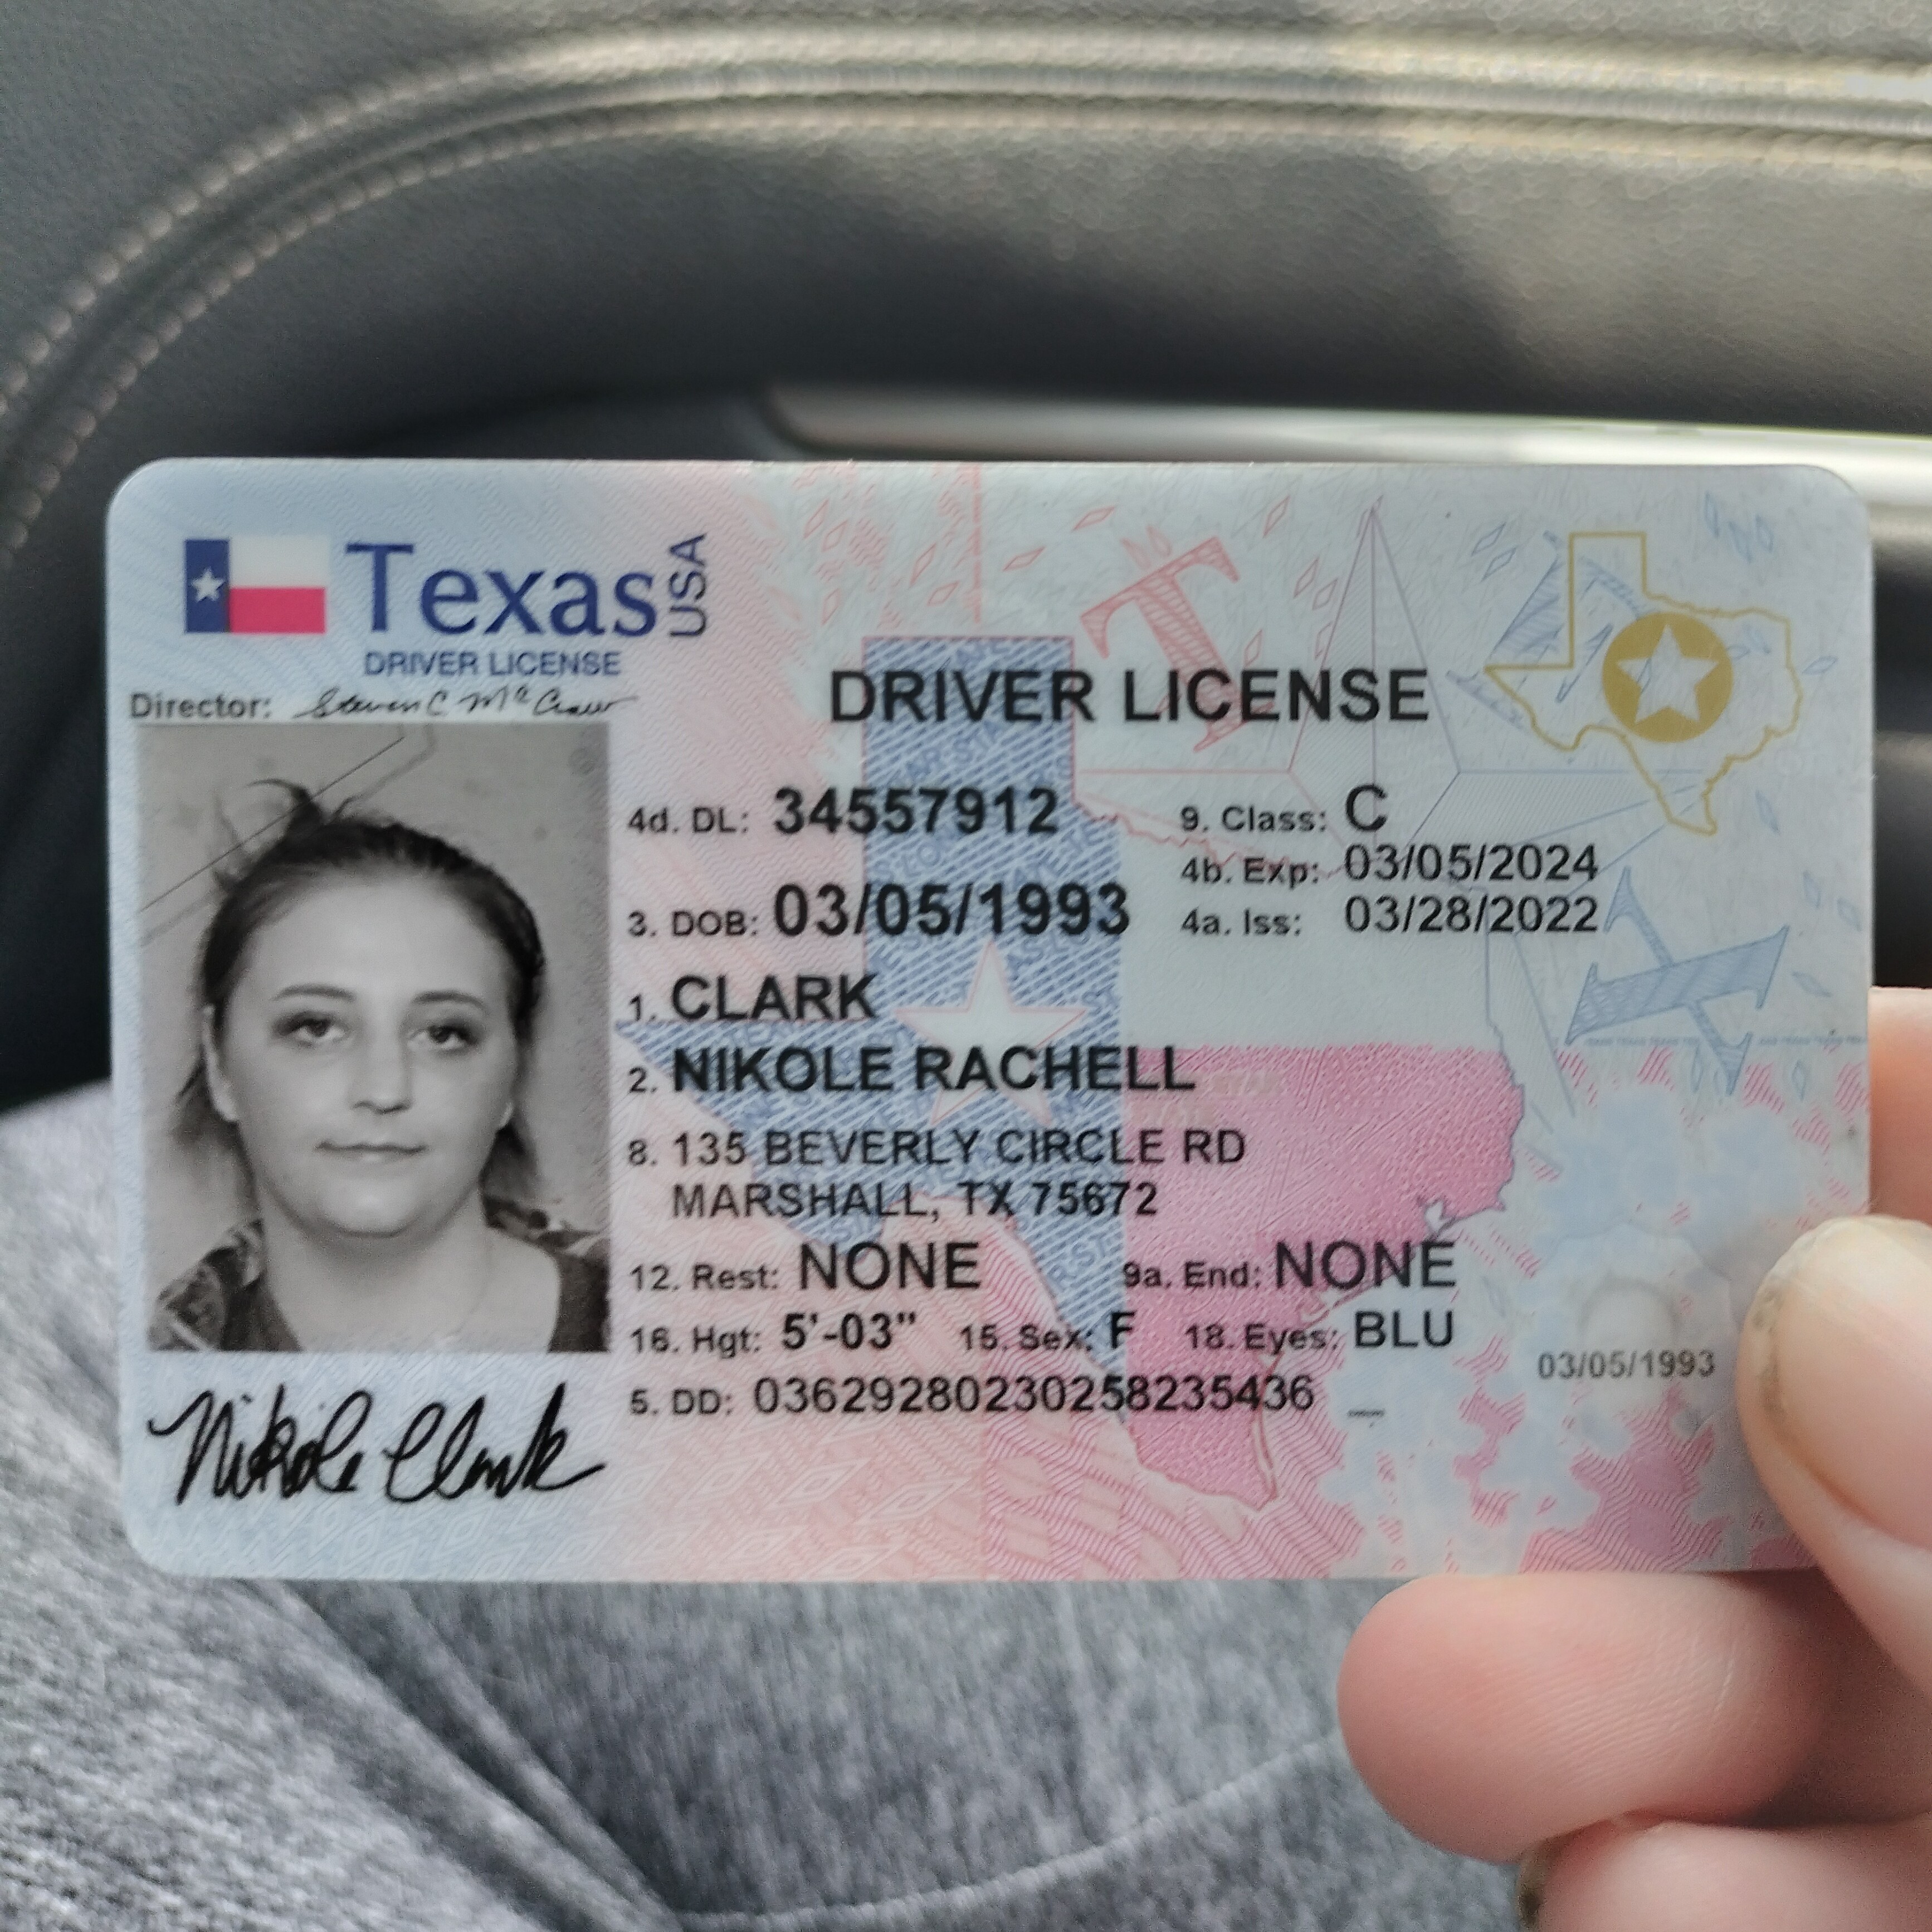 Texas USA
DRIVER LICENSE
Director: Steven C McCraw
DRIVER LICENSE
4d. DL: 34557912 9. Class: C
4b. Exp: 03/05/2024
3. DOB: 03/05/1993 4a. Iss: 03/28/2022
1. CLARK
2. NIKOLE RACHELL
8. 135 BEVERLY CIRCLE RD
MARSHALL, TX 75672
12. Rest: NONE 9a. End: NONE
16. Hgt: 5'-03" 15. Sex: F 18. Eyes: BLU
03/05/1993
5. DD: 03629280230258235436
Nikole Clark